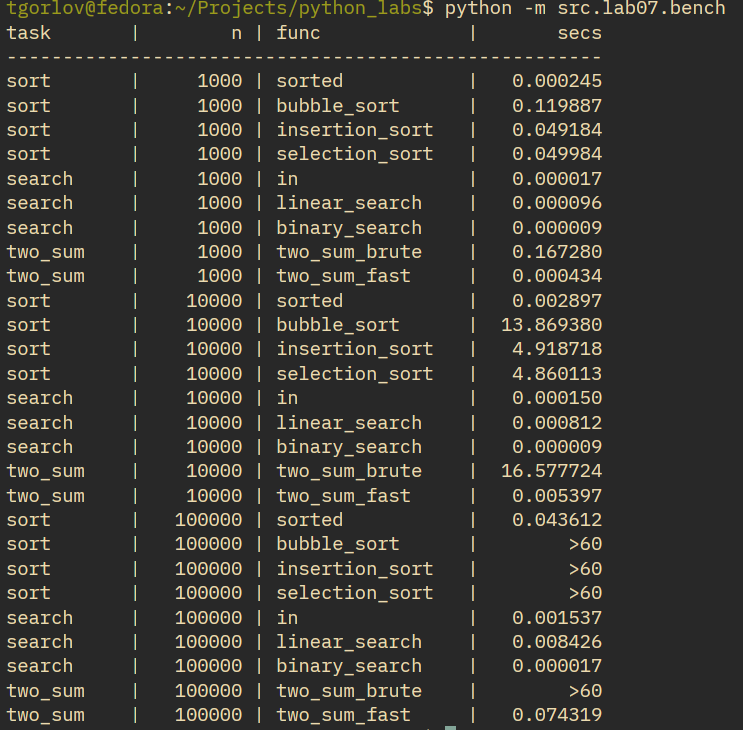 tgorlov@fedora:~/Projects/python_labs$ python -m src.lab07.bench
task       |        n | func               |       secs
-----------------------------------------------------
sort       |     1000 | sorted             |   0.000245
sort       |     1000 | bubble_sort        |   0.119887
sort       |     1000 | insertion_sort     |   0.049184
sort       |     1000 | selection_sort     |   0.049984
search     |     1000 | in                 |   0.000017
search     |     1000 | linear_search      |   0.000096
search     |     1000 | binary_search      |   0.000009
two_sum    |     1000 | two_sum_brute      |   0.167280
two_sum    |     1000 | two_sum_fast       |   0.000434
sort       |    10000 | sorted             |   0.002897
sort       |    10000 | bubble_sort        |  13.869380
sort       |    10000 | insertion_sort     |   4.918718
sort       |    10000 | selection_sort     |   4.860113
search     |    10000 | in                 |   0.000150
search     |    10000 | linear_search      |   0.000812
search     |    10000 | binary_search      |   0.000009
two_sum    |    10000 | two_sum_brute      |  16.577724
two_sum    |    10000 | two_sum_fast       |   0.005397
sort       |   100000 | sorted             |   0.043612
sort       |   100000 | bubble_sort        |        >60
sort       |   100000 | insertion_sort     |        >60
sort       |   100000 | selection_sort     |        >60
search     |   100000 | in                 |   0.001537
search     |   100000 | linear_search      |   0.008426
search     |   100000 | binary_search      |   0.000017
two_sum    |   100000 | two_sum_brute      |        >60
two_sum    |   100000 | two_sum_fast       |   0.074319